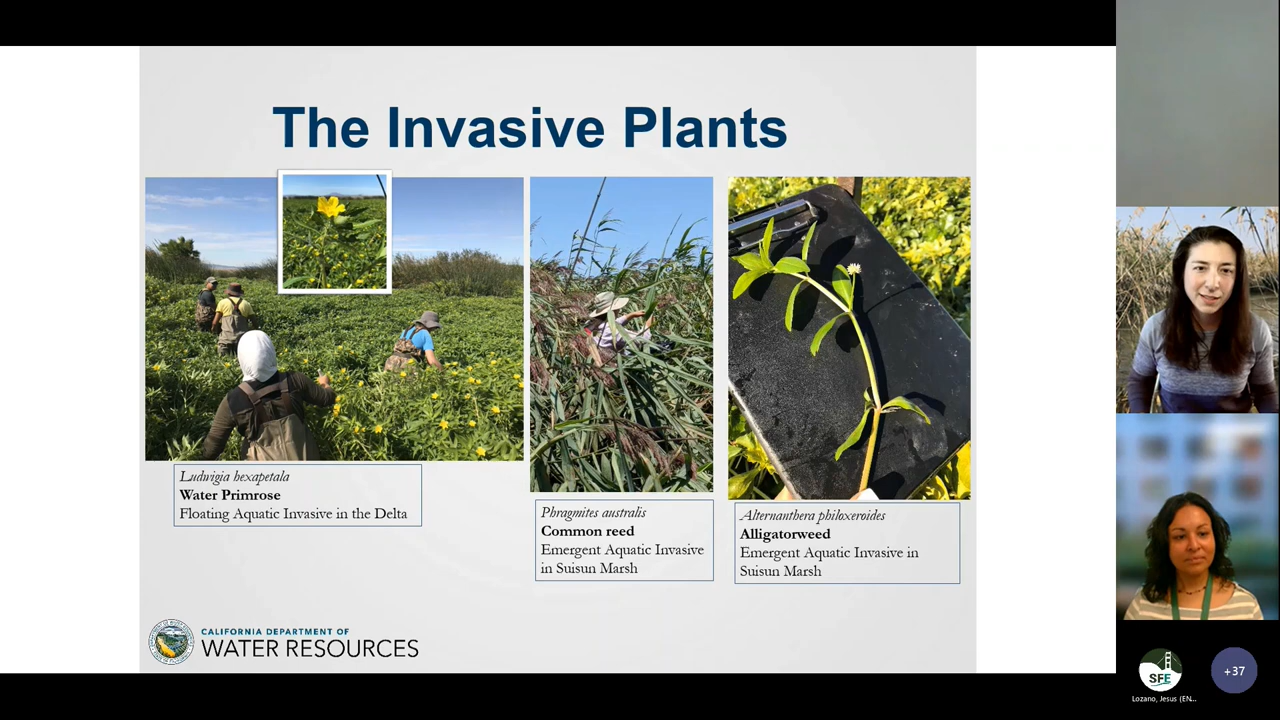 The Invasive Plants
Ludwigia hexapetala
Water Primrose
Floating Aquatic Invasive in the Delta
Phragmites australis
Common reed
Emergent Aquatic Invasive
in Suisun Marsh
Alternanthera philoxeroides
Alligatorweed
Emergent Aquatic Invasive in
Suisun Marsh
CALIFORNIA DEPARTMENT OF
WATER RESOURCES
SFE
+37
Lozano, Jesus (EN...